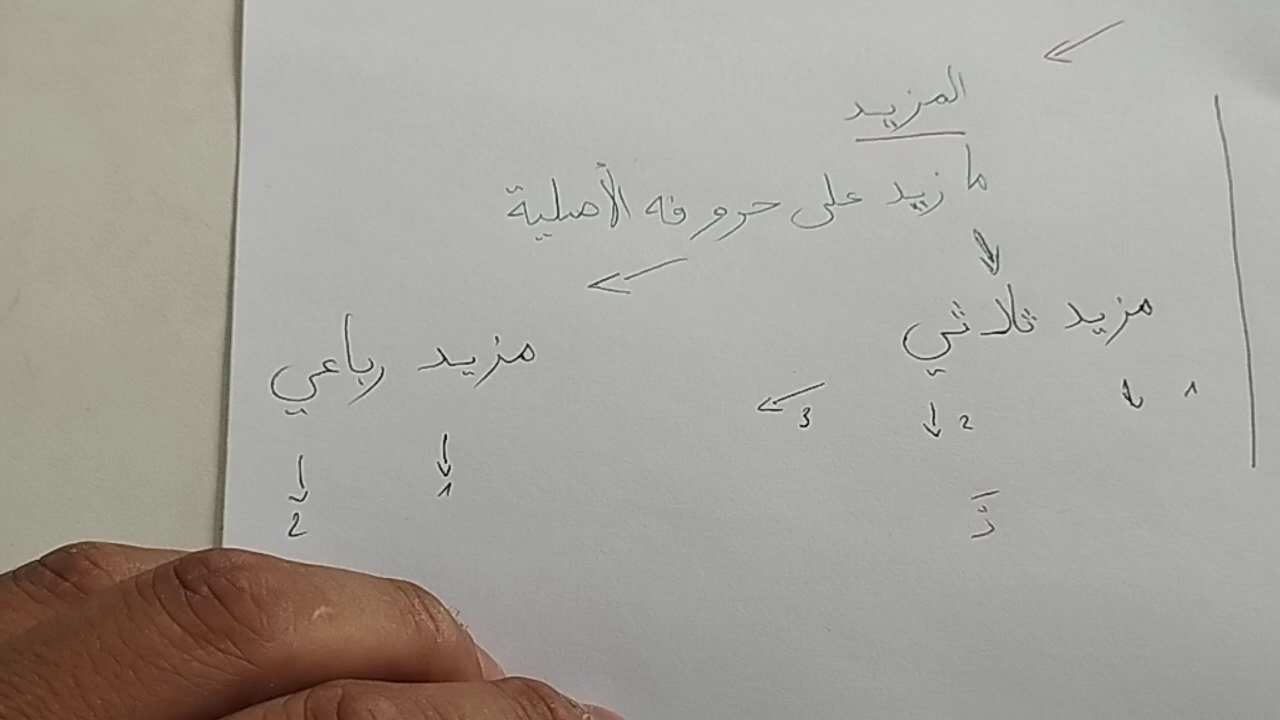 المزيد
ما زيد على حروفه الأصلية
مزيد ثلاثي
1 2 3
مزيد رباعي
1 2